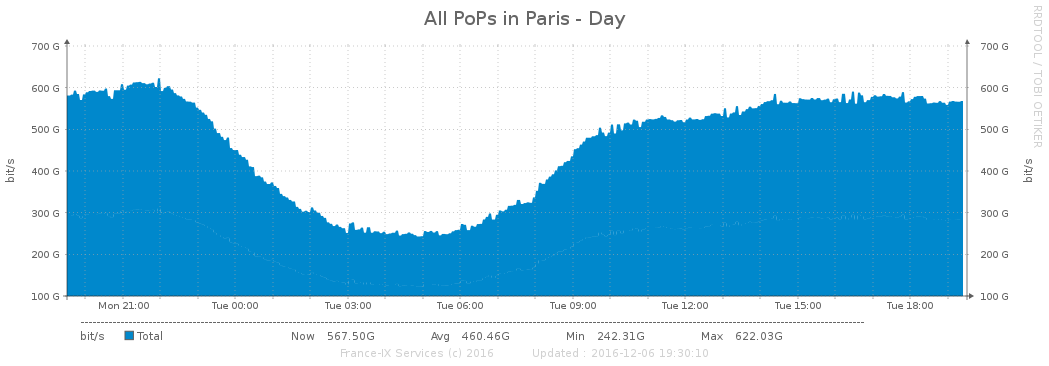 All PoPs in Paris - Day
RRDTOOL / TOBI OETIKER
bit/s
700 G
600 G
500 G
400 G
300 G
200 G
100 G
700 G
600 G
500 G
400 G
300 G
200 G
100 G
bit/s
Mon 21:00 Tue 00:00 Tue 03:00 Tue 06:00 Tue 09:00 Tue 12:00 Tue 15:00 Tue 18:00
bit/s Total Now 567.50G Avg 460.46G Min 242.31G Max 622.03G
France-IX Services (c) 2016 Updated : 2016-12-06 19:30:10